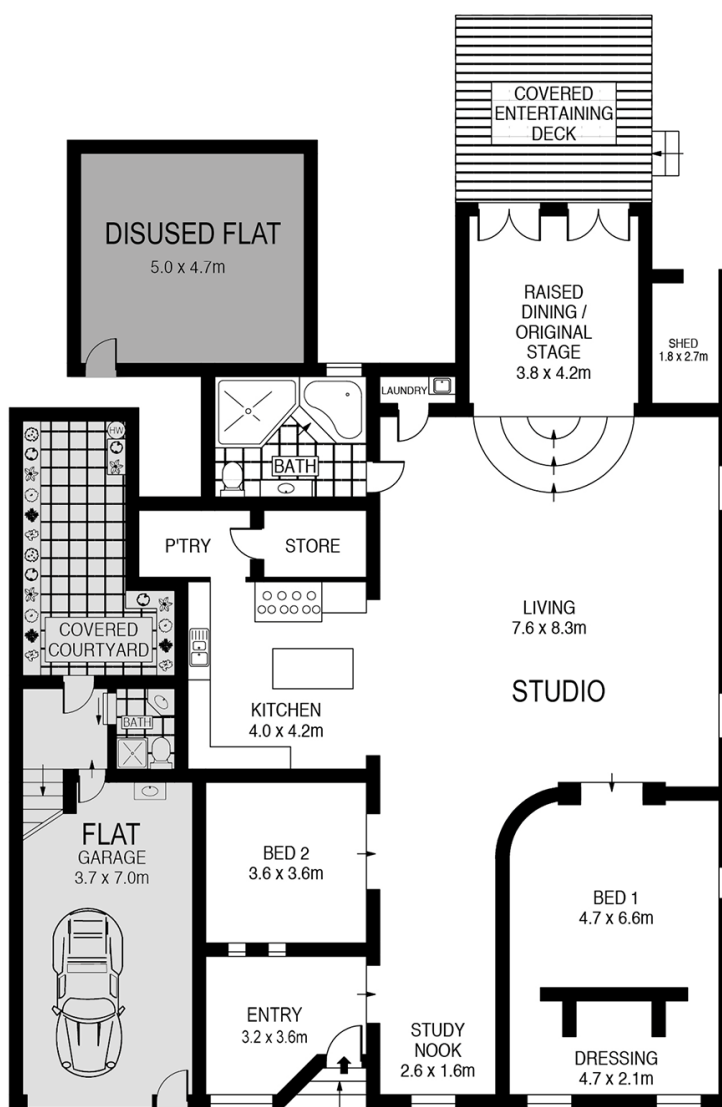 COVERED
ENTERTAINING
DECK
DISUSED FLAT
5.0 x 4.7m
RAISED
DINING /
ORIGINAL
STAGE
3.8 x 4.2m
SHED
1.8 x 2.7m
LAUNDRY
HW
BATH
P'TRY
STORE
LIVING
7.6 x 8.3m
COVERED
COURTYARD
STUDIO
KITCHEN
4.0 x 4.2m
BATH
FLAT
GARAGE
3.7 x 7.0m
BED 2
3.6 x 3.6m
BED 1
4.7 x 6.6m
ENTRY
3.2 x 3.6m
STUDY
NOOK
2.6 x 1.6m
DRESSING
4.7 x 2.1m